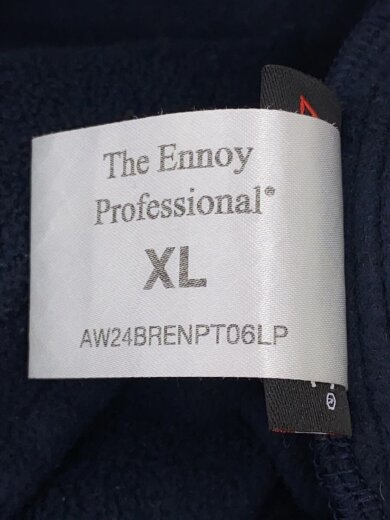 The Ennoy
Professional®
XL
AW24BRENPT06LP